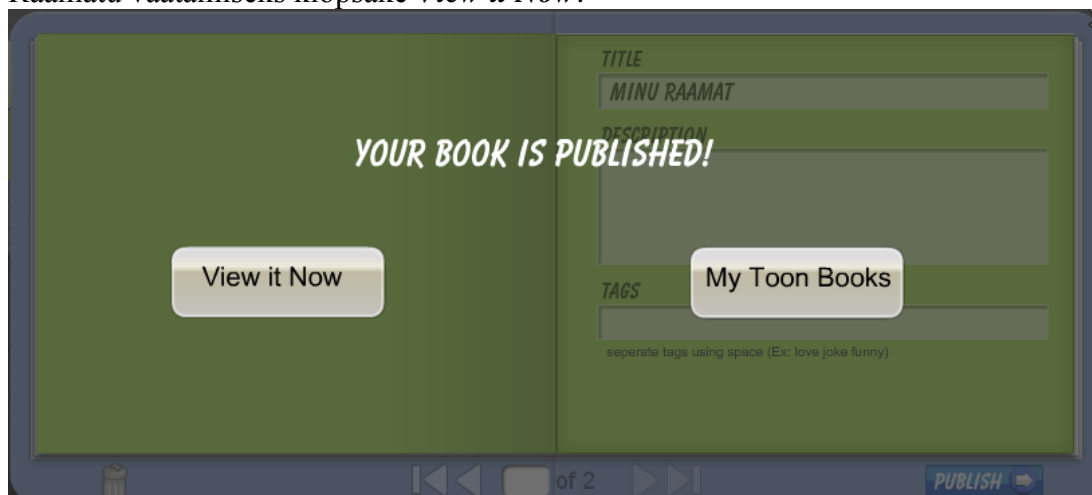 Raamatu vaatamiseks klõpsake View it Now.
TITLE
MINU RAAMAT
DESCRIPTION
YOUR BOOK IS PUBLISHED!
View it Now
My Toon Books
TAGS
seperate tags using space (Ex: love joke funny)
of 2
PUBLISH